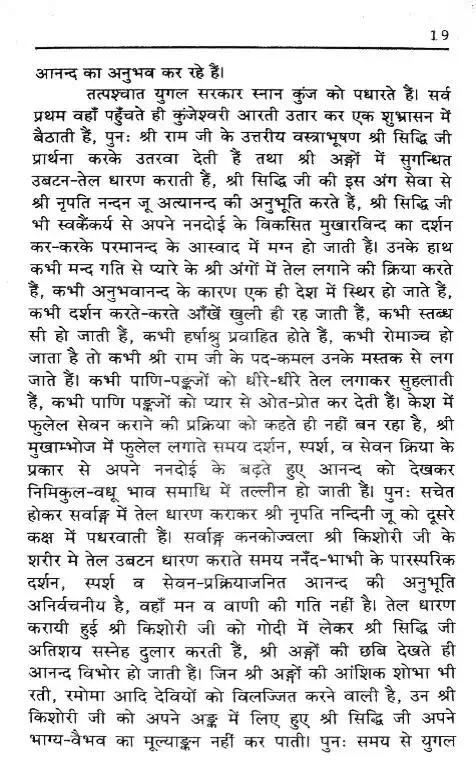 19
आनन्द का अनुभव कर रहे हैं।
तत्पश्चात युगल सरकार स्नान कुंज को पधारते हैं। सर्व
प्रथम वहाँ पहुँचते ही कुंजेश्वरी आरती उतार कर एक शुभ्रासन में
बैठाती हैं, पुनः श्री राम जी के उत्तरीय वस्त्राभूषण श्री सिद्धि जी
प्रार्थना करके उतरवा देती हैं तथा श्री अङ्गों में सुगन्धित
उबटन-तेल धारण कराती हैं, श्री सिद्धि जी की इस अंग सेवा से
श्री नृपति नन्दन जू अत्यानन्द की अनुभूति करते हैं, श्री सिद्धि जी
भी स्वकैंकर्य से अपने ननदोई के विकसित मुखारविन्द का दर्शन
कर-करके परमानन्द के आस्वाद में मग्न हो जाती हैं। उनके हाथ
कभी मन्द गति से प्यारे के श्री अंगों में तेल लगाने की क्रिया करते
हैं, कभी अनुभवानन्द के कारण एक ही देश में स्थिर हो जाते हैं,
कभी दर्शन करते-करते आँखें खुली ही रह जाती हैं, कभी स्तब्ध
सी हो जाती हैं, कभी हर्षाश्रु प्रवाहित होते हैं, कभी रोमाञ्च हो
जाता है तो कभी श्री राम जी के पद-कमल उनके मस्तक से लग
जाते हैं। कभी पाणि-पङ्कजों को धीरे-धीरे तेल लगाकर सुहलाती
हैं, कभी पाणि पङ्कजों को प्यार से ओत-प्रोत कर देती हैं। केश में
फुलेल सेवन कराने की प्रक्रिया को कहते ही नहीं बन रहा है, श्री
मुखाम्भोज में फुलेल लगाते समय दर्शन, स्पर्श, व सेवन क्रिया के
प्रकार से अपने ननदोई के बढ़ते हुए आनन्द को देखकर
निमिकुल-वधू भाव समाधि में तल्लीन हो जाती हैं। पुनः सचेत
होकर सर्वाङ्ग में तेल धारण कराकर श्री नृपति नन्दिनी जू को दूसरे
कक्ष में पधरवाती हैं। सर्वाङ्ग कनकोज्वला श्री किशोरी जी के
शरीर मे तेल उबटन धारण कराते समय ननँद-भाभी के पारस्परिक
दर्शन, स्पर्श व सेवन-प्रक्रियाजनित आनन्द की अनुभूति
अनिर्वचनीय है, वहाँ मन व वाणी की गति नहीं है। तेल धारण
करायी हुई श्री किशोरी जी को गोदी में लेकर श्री सिद्धि जी
अतिशय सस्नेह दुलार करती हैं, श्री अङ्गों की छबि देखते ही
आनन्द विभोर हो जाती हैं। जिन श्री अङ्गों की आंशिक शोभा भी
रती, रमोमा आदि देवियों को विलज्जित करने वाली है, उन श्री
किशोरी जी को अपने अङ्क में लिए हुए श्री सिद्धि जी अपने
भाग्य-वैभव का मूल्याङ्कन नहीं कर पाती। पुनः समय से युगल